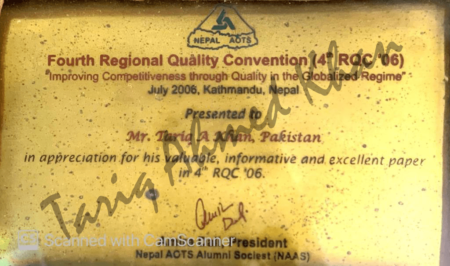 NEPAL AOTS
Fourth Regional Quality Convention (4th RQC '06)
"Improving Competitiveness through Quality in the Globalized Regime"
July 2006, Kathmandu, Nepal
Presented to
Mr. Tariq A Khan, Pakistan
in appreciation for his valuable, informative and excellent paper
in 4th RQC '06.
President
Nepal AOTS Alumni Society (NAAS)
Tariq Ahmed Khan
Scanned with CamScanner